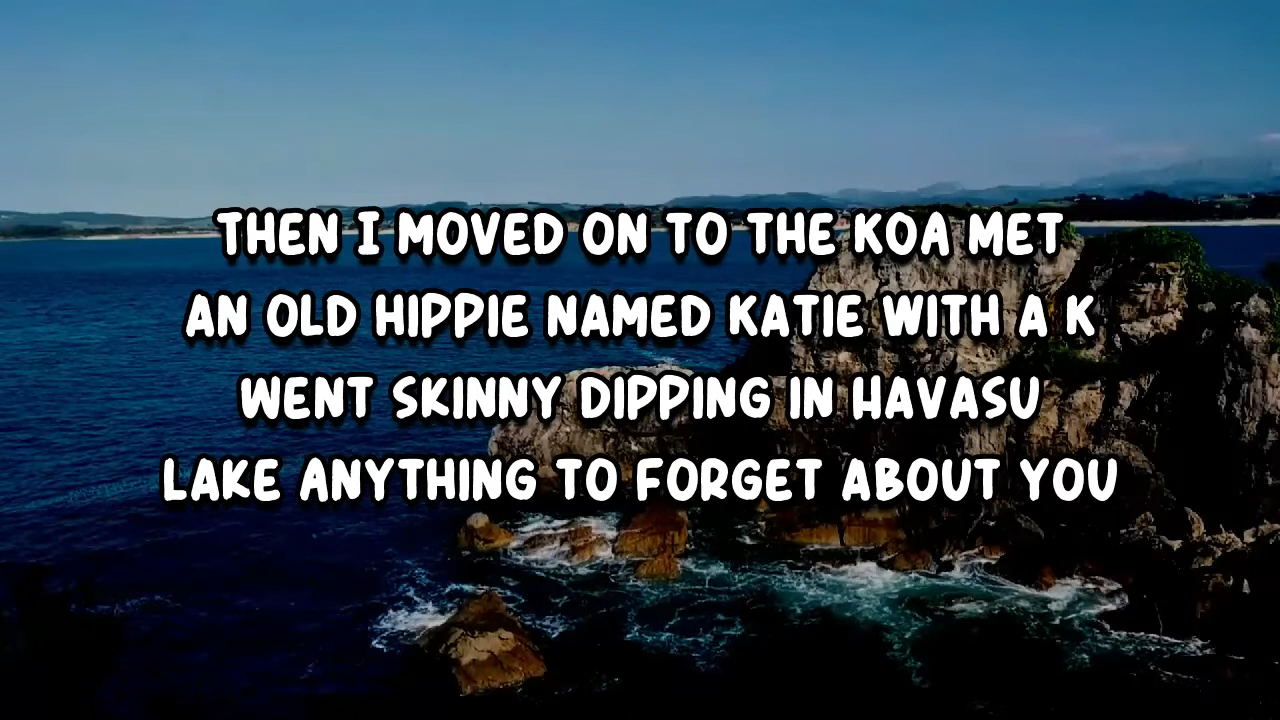 THEN I MOVED ON TO THE KOA MET
AN OLD HIPPIE NAMED KATIE WITH A K
WENT SKINNY DIPPING IN HAVASU
LAKE ANYTHING TO FORGET ABOUT YOU